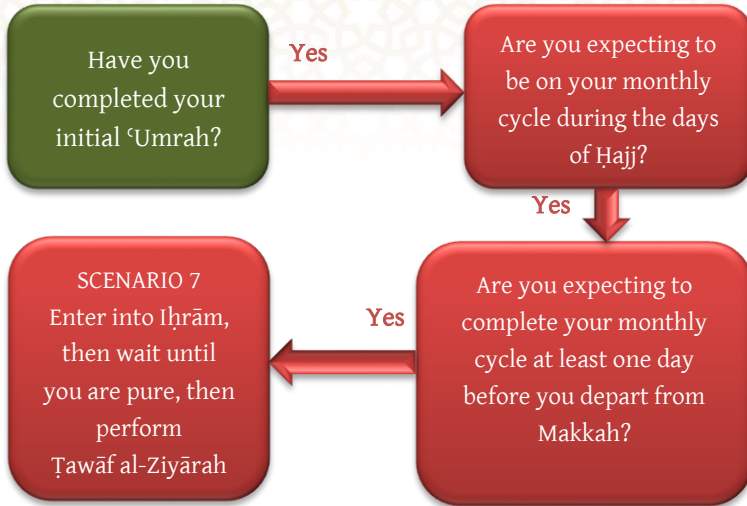 Have you
completed your
initial ʿUmrah?
Yes
Are you expecting to
be on your monthly
cycle during the days
of Ḥajj?
Yes
Are you expecting to
complete your monthly
cycle at least one day
before you depart from
Makkah?
Yes
SCENARIO 7
Enter into Iḥrām,
then wait until
you are pure, then
perform
Ṭawāf al-Ziyārah